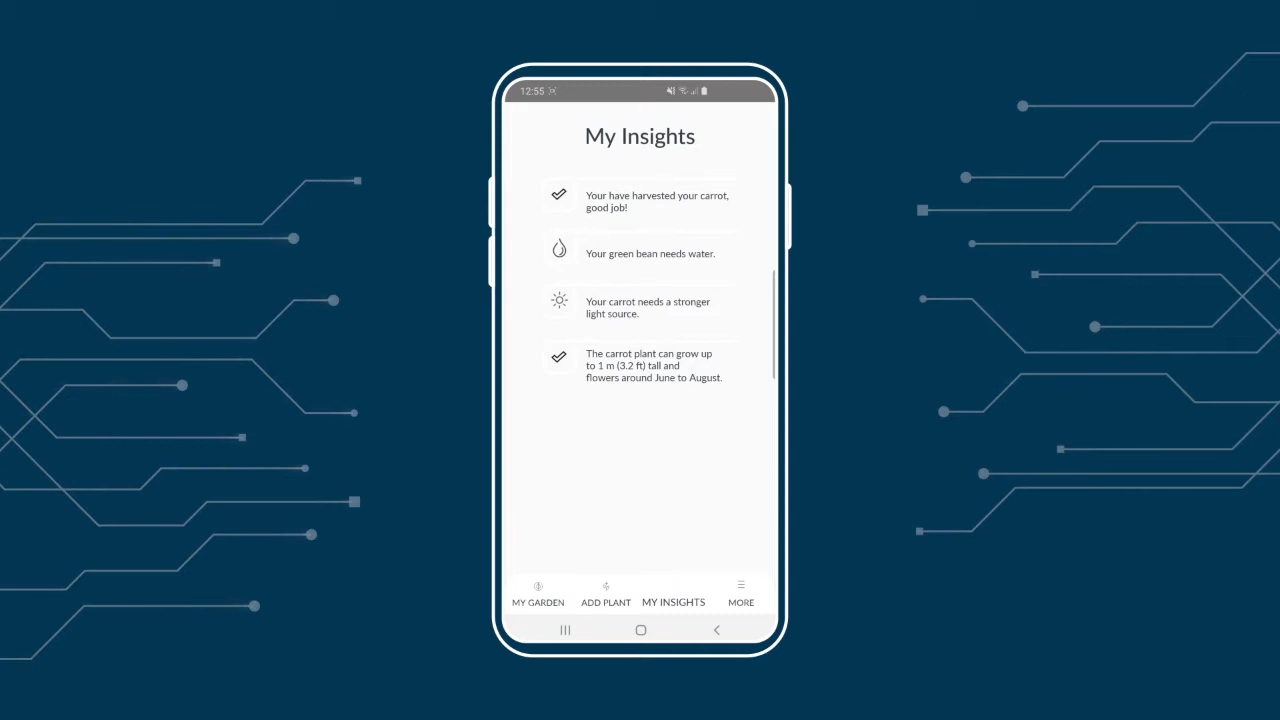 12:55
My Insights
Your have harvested your carrot,
good job!
Your green bean needs water.
Your carrot needs a stronger
light source.
The carrot plant can grow up
to 1 m (3.2 ft) tall and
flowers around June to August.
MY GARDEN ADD PLANT MY INSIGHTS MORE